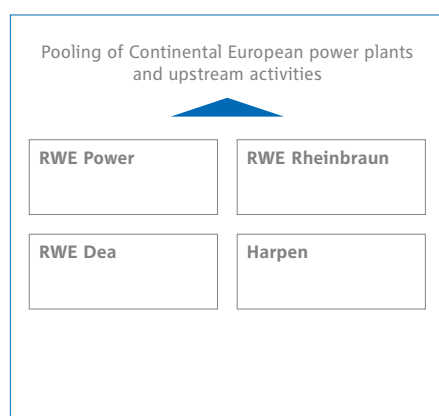 Pooling of Continental European power plants
and upstream activities
RWE Power
RWE Rheinbraun
RWE Dea
Harpen